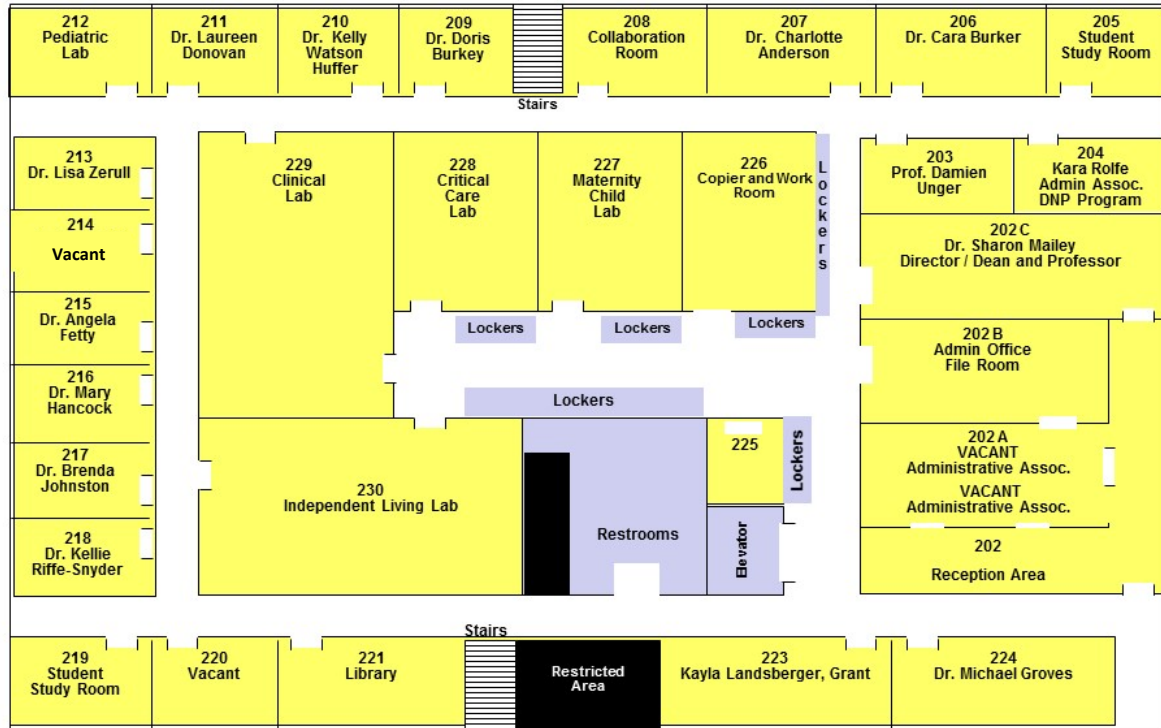 212
Pediatric
Lab
211
Dr. Laureen
Donovan
210
Dr. Kelly
Watson
Huffer
209
Dr. Doris
Burkey
Stairs
208
Collaboration
Room
207
Dr. Charlotte
Anderson
206
Dr. Cara Burker
205
Student
Study Room
213
Dr. Lisa Zerull
214
Vacant
215
Dr. Angela
Fetty
216
Dr. Mary
Hancock
217
Dr. Brenda
Johnston
218
Dr. Kellie
Riffe-Snyder
229
Clinical
Lab
228
Critical
Care
Lab
227
Maternity
Child
Lab
226
Copier and Work
Room
Lockers
Lockers
Lockers
Lockers
Lockers
203
Prof. Damien
Unger
204
Kara Rolfe
Admin Assoc.
DNP Program
202C
Dr. Sharon Mailey
Director / Dean and Professor
202B
Admin Office
File Room
202A
VACANT
Administrative Assoc.
VACANT
Administrative Assoc.
202
Reception Area
230
Independent Living Lab
Restrooms
225
Lockers
Elevator
219
Student
Study Room
220
Vacant
221
Library
Stairs
Restricted
Area
223
Kayla Landsberger, Grant
224
Dr. Michael Groves